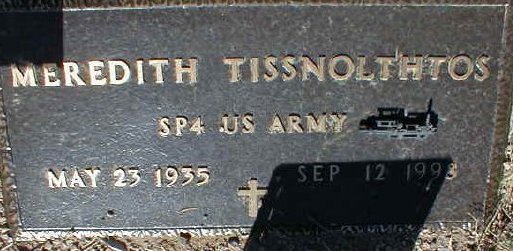 MEREDITH TISSNOLTHTOS
SP4 US ARMY
MAY 23 1935 SEP 12 1993